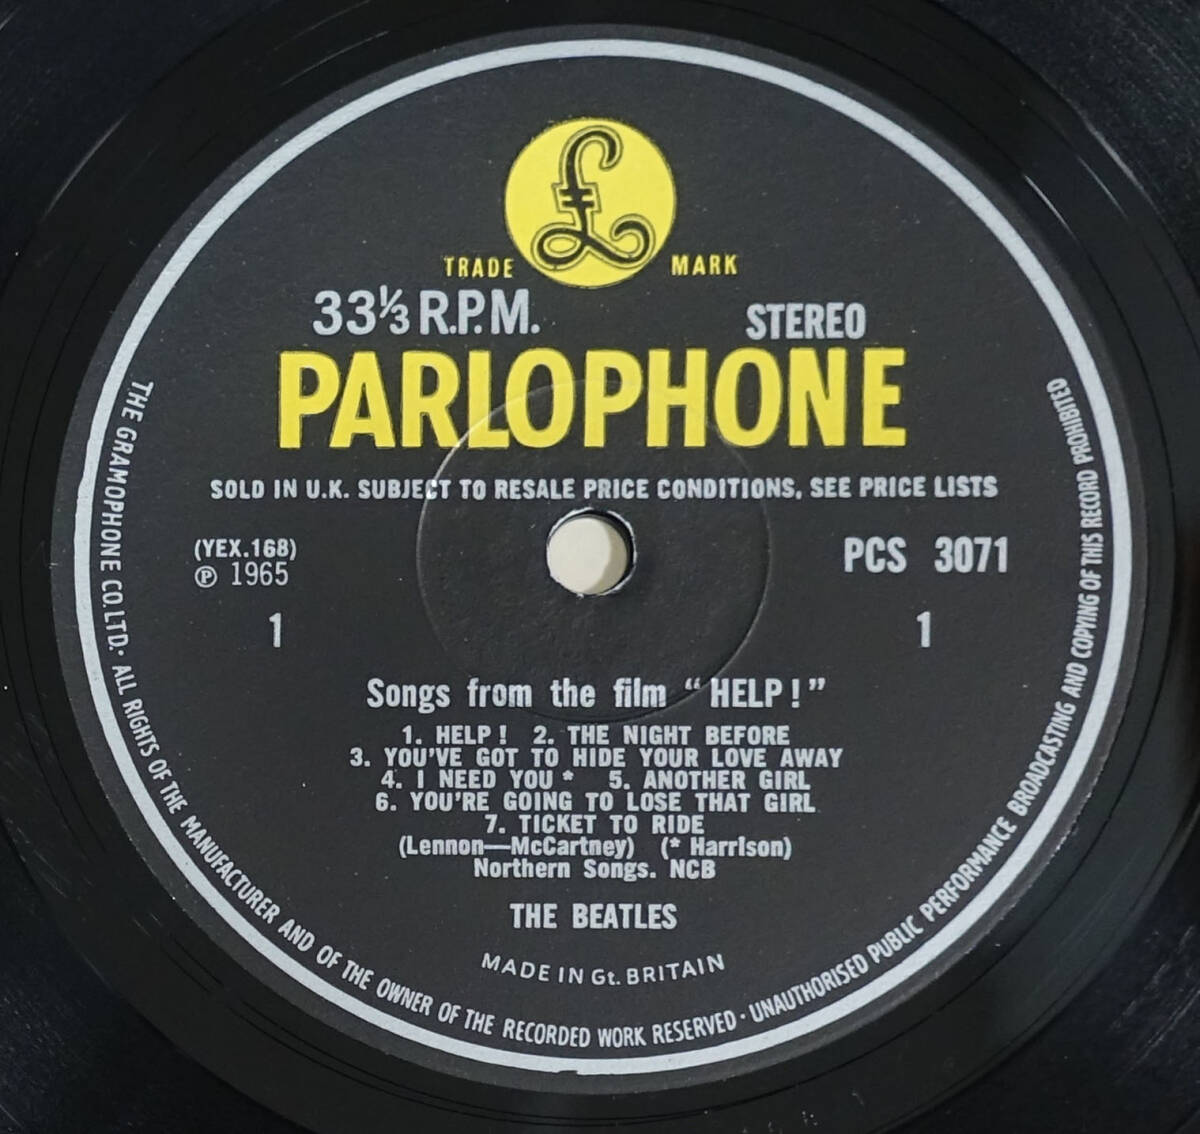 £
TRADE MARK
33⅓ R.P.M. STEREO
PARLOPHONE
SOLD IN U.K. SUBJECT TO RESALE PRICE CONDITIONS, SEE PRICE LISTS
(YEX.168) PCS 3071
℗ 1965
1 1
Songs from the film “HELP!”
1. HELP! 2. THE NIGHT BEFORE
3. YOU'VE GOT TO HIDE YOUR LOVE AWAY
4. I NEED YOU * 5. ANOTHER GIRL
6. YOU'RE GOING TO LOSE THAT GIRL
7. TICKET TO RIDE
(Lennon—McCartney) (* Harrison)
Northern Songs. NCB
THE BEATLES
MADE IN Gt. BRITAIN
THE GRAMOPHONE CO. LTD. · ALL RIGHTS OF THE MANUFACTURER AND OF THE OWNER OF THE RECORDED WORK RESERVED · UNAUTHORISED PUBLIC PERFORMANCE BROADCASTING AND COPYING OF THIS RECORD PROHIBITED